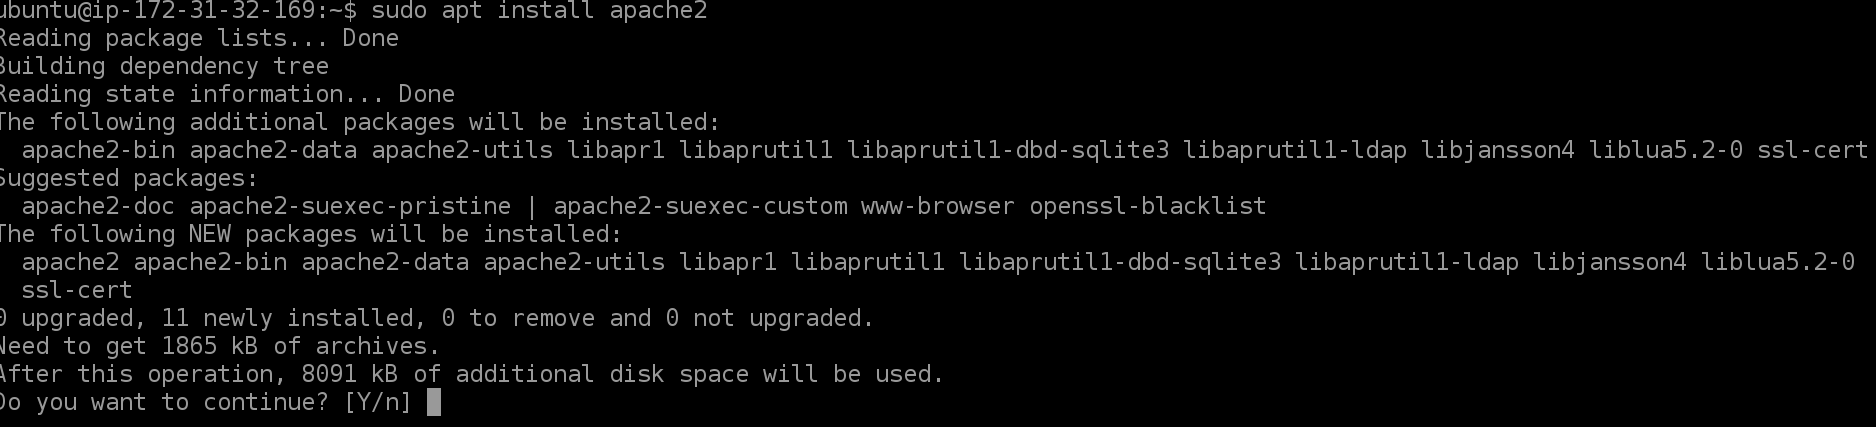 ubuntu@ip-172-31-32-169:~$ sudo apt install apache2
Reading package lists... Done
Building dependency tree
Reading state information... Done
The following additional packages will be installed:
  apache2-bin apache2-data apache2-utils libapr1 libaprutil1 libaprutil1-dbd-sqlite3 libaprutil1-ldap libjansson4 liblua5.2-0 ssl-cert
Suggested packages:
  apache2-doc apache2-suexec-pristine | apache2-suexec-custom www-browser openssl-blacklist
The following NEW packages will be installed:
  apache2 apache2-bin apache2-data apache2-utils libapr1 libaprutil1 libaprutil1-dbd-sqlite3 libaprutil1-ldap libjansson4 liblua5.2-0
  ssl-cert
0 upgraded, 11 newly installed, 0 to remove and 0 not upgraded.
Need to get 1865 kB of archives.
After this operation, 8091 kB of additional disk space will be used.
Do you want to continue? [Y/n]